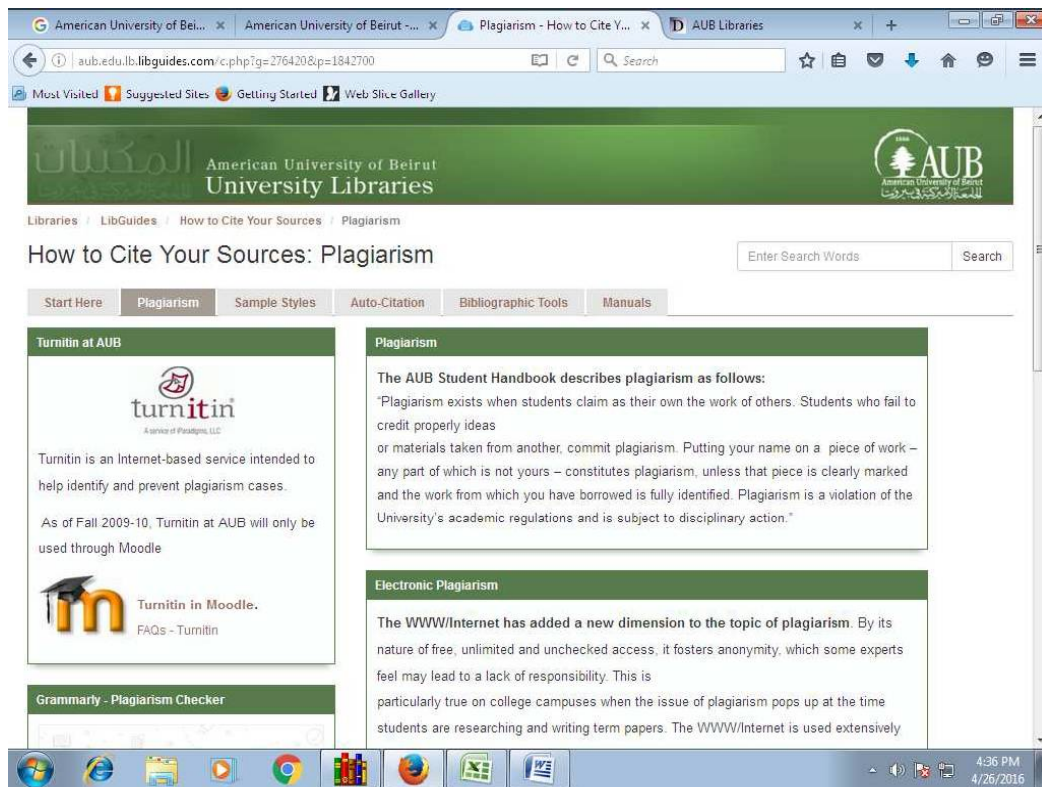 American University of Bei...
American University of Beirut -...
Plagiarism - How to Cite Y...
AUB Libraries
aub.edu.lb.libguides.com/c.php?g=276420&p=1842700
Search
Most Visited
Suggested Sites
Getting Started
Web Slice Gallery
المكتبات
American University of Beirut
University Libraries
1866
AUB
American University of Beirut
الجامعة الأميركية في بيروت
Libraries / LibGuides / How to Cite Your Sources / Plagiarism
How to Cite Your Sources: Plagiarism
Enter Search Words
Search
Start Here
Plagiarism
Sample Styles
Auto-Citation
Bibliographic Tools
Manuals
Turnitin at AUB
turnitin
A service of Paradigms, LLC
Turnitin is an Internet-based service intended to
help identify and prevent plagiarism cases.
As of Fall 2009-10, Turnitin at AUB will only be
used through Moodle
Turnitin in Moodle.
FAQs - Turnitin
Grammarly - Plagiarism Checker
Plagiarism
The AUB Student Handbook describes plagiarism as follows:
"Plagiarism exists when students claim as their own the work of others. Students who fail to
credit properly ideas
or materials taken from another, commit plagiarism. Putting your name on a piece of work –
any part of which is not yours – constitutes plagiarism, unless that piece is clearly marked
and the work from which you have borrowed is fully identified. Plagiarism is a violation of the
University's academic regulations and is subject to disciplinary action."
Electronic Plagiarism
The WWW/Internet has added a new dimension to the topic of plagiarism. By its
nature of free, unlimited and unchecked access, it fosters anonymity, which some experts
feel may lead to a lack of responsibility. This is
particularly true on college campuses when the issue of plagiarism pops up at the time
students are researching and writing term papers. The WWW/Internet is used extensively
4:36 PM
4/26/2016